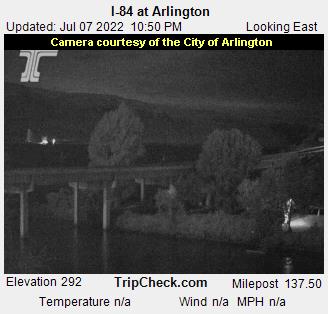 I-84 at Arlington
Updated: Jul 07 2022 10:50 PM Looking East
Camera courtesy of the City of Arlington
Elevation 292 TripCheck.com Milepost 137.50
Temperature n/a Wind n/a MPH n/a